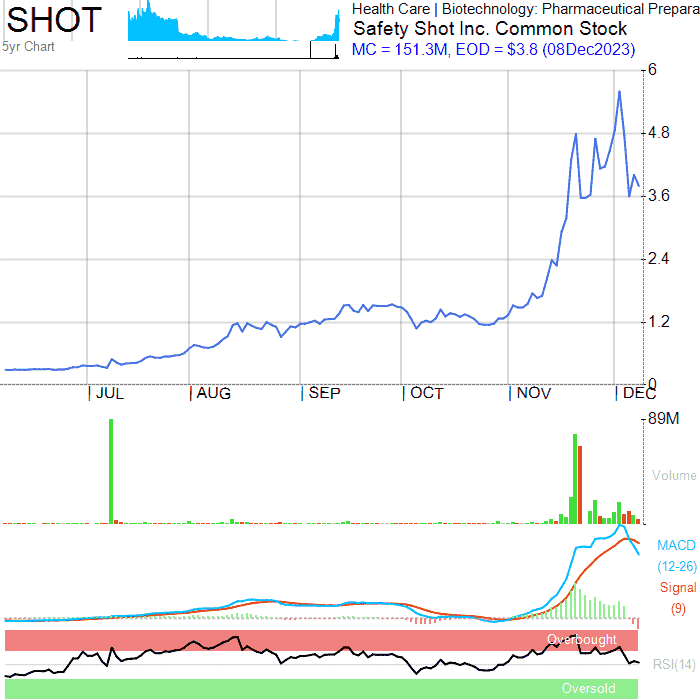 SHOT
5yr Chart
Health Care | Biotechnology: Pharmaceutical Prepara
Safety Shot Inc. Common Stock
MC = 151.3M, EOD = $3.8 (08Dec2023)
6
4.8
3.6
2.4
1.2
0
JUL
AUG
SEP
OCT
NOV
DEC
89M
Volume
MACD
(12-26)
Signal
(9)
Overbought
RSI(14)
Oversold